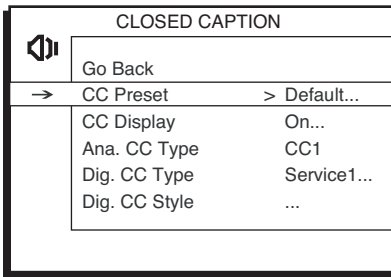 CLOSED CAPTION
Go Back
→ CC Preset > Default...
CC Display On...
Ana. CC Type CC1
Dig. CC Type Service1...
Dig. CC Style ...